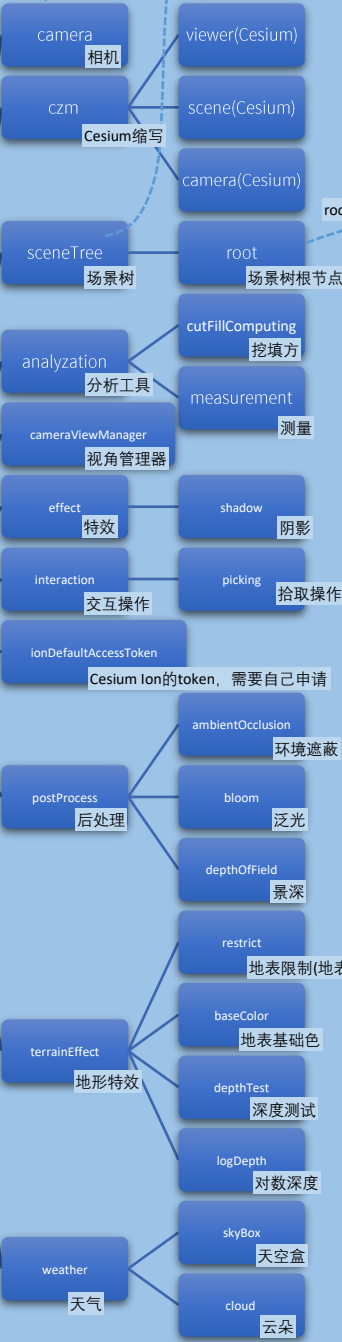 camera
相机
viewer(Cesium)
czm
Cesium缩写
scene(Cesium)
camera(Cesium)
sceneTree
场景树
root
场景树根节点
analyzation
分析工具
cutFillComputing
挖填方
measurement
测量
cameraViewManager
视角管理器
effect
特效
shadow
阴影
interaction
交互操作
picking
拾取操作
ionDefaultAccessToken
Cesium Ion的token，需要自己申请
postProcess
后处理
ambientOcclusion
环境遮蔽
bloom
泛光
depthOfField
景深
terrainEffect
地形特效
restrict
地表限制(地表
baseColor
地表基础色
depthTest
深度测试
logDepth
对数深度
weather
天气
skyBox
天空盒
cloud
云朵